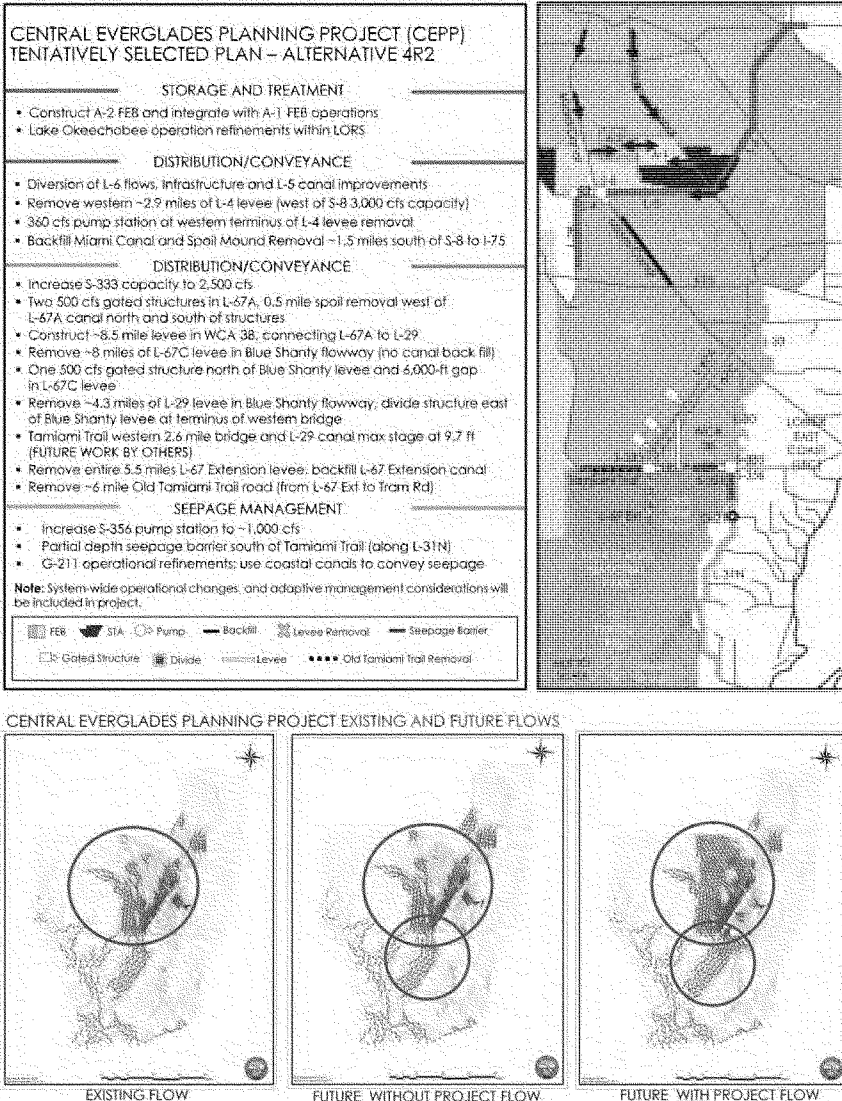 CENTRAL EVERGLADES PLANNING PROJECT (CEPP)
TENTATIVELY SELECTED PLAN – ALTERNATIVE 4R2
STORAGE AND TREATMENT
• Construct A-2 FEB and integrate with A-1 FEB operations
• Lake Okeechobee operation refinements within LORS
DISTRIBUTION/CONVEYANCE
• Diversion of L-6 flows, Infrastructure and L-5 canal improvements
• Remove western ~2.9 miles of L-4 levee (west of S-8 3,000 cfs capacity)
• 360 cfs pump station at western terminus of L-4 levee removal
• Backfill Miami Canal and Spoil Mound Removal ~1.5 miles south of S-8 to I-75
DISTRIBUTION/CONVEYANCE
• Increase S-333 capacity to 2,500 cfs
• Two 500 cfs gated structures in L-67A, 0.5 mile spoil removal west of
L-67A canal north and south of structures
• Construct ~8.5 mile levee in WCA 3B, connecting L-67A to L-29
• Remove ~8 miles of L-67C levee in Blue Shanty flowway (no canal back fill)
• One 500 cfs gated structure north of Blue Shanty levee and 6,000-ft gap
in L-67C levee
• Remove ~4.3 miles of L-29 levee in Blue Shanty flowway, divide structure east
of Blue Shanty levee at terminus of western bridge
• Tamiami Trail western 2.6 mile bridge and L-29 canal max stage at 9.7 ft
(FUTURE WORK BY OTHERS)
• Remove entire 5.5 miles L-67 Extension levee, backfill L-67 Extension canal
• Remove ~6 mile Old Tamiami Trail road (from L-67 Ext to Tram Rd)
SEEPAGE MANAGEMENT
• Increase S-356 pump station to ~1,000 cfs
• Partial depth seepage barrier south of Tamiami Trail (along L-31N)
• G-211 operational refinements; use coastal canals to convey seepage
Note: System-wide operational changes, and adaptive management considerations will
be included in project.
FEB STA Pump Backfill Levee Removal Seepage Barrier
Gated Structure Divide Levee Old Tamiami Trail Removal
LOWER
EAST
COAST
L-31N
CENTRAL EVERGLADES PLANNING PROJECT EXISTING AND FUTURE FLOWS
EXISTING FLOW
FUTURE WITHOUT PROJECT FLOW
FUTURE WITH PROJECT FLOW